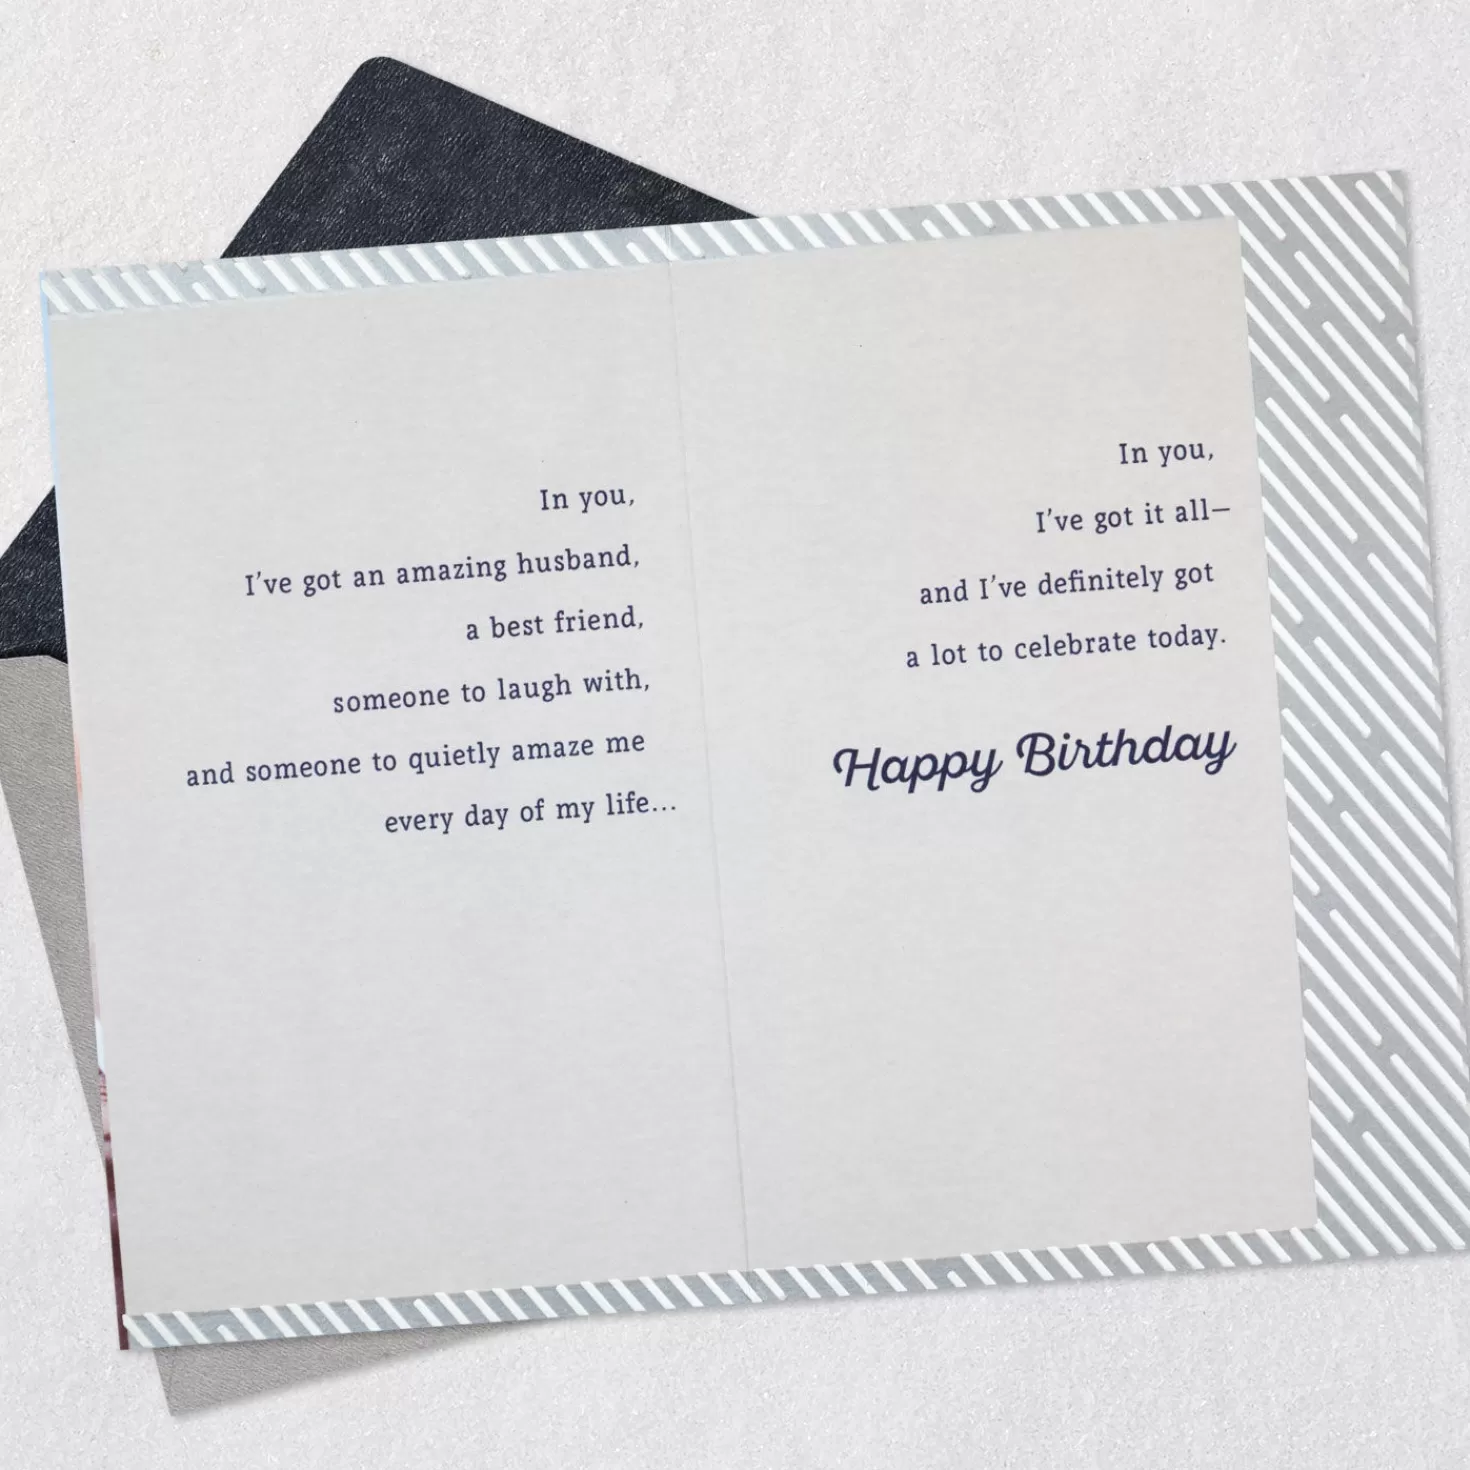 In you,
I've got an amazing husband,
a best friend,
someone to laugh with,
and someone to quietly amaze me
every day of my life...
In you,
I've got it all—
and I've definitely got
a lot to celebrate today.
Happy Birthday